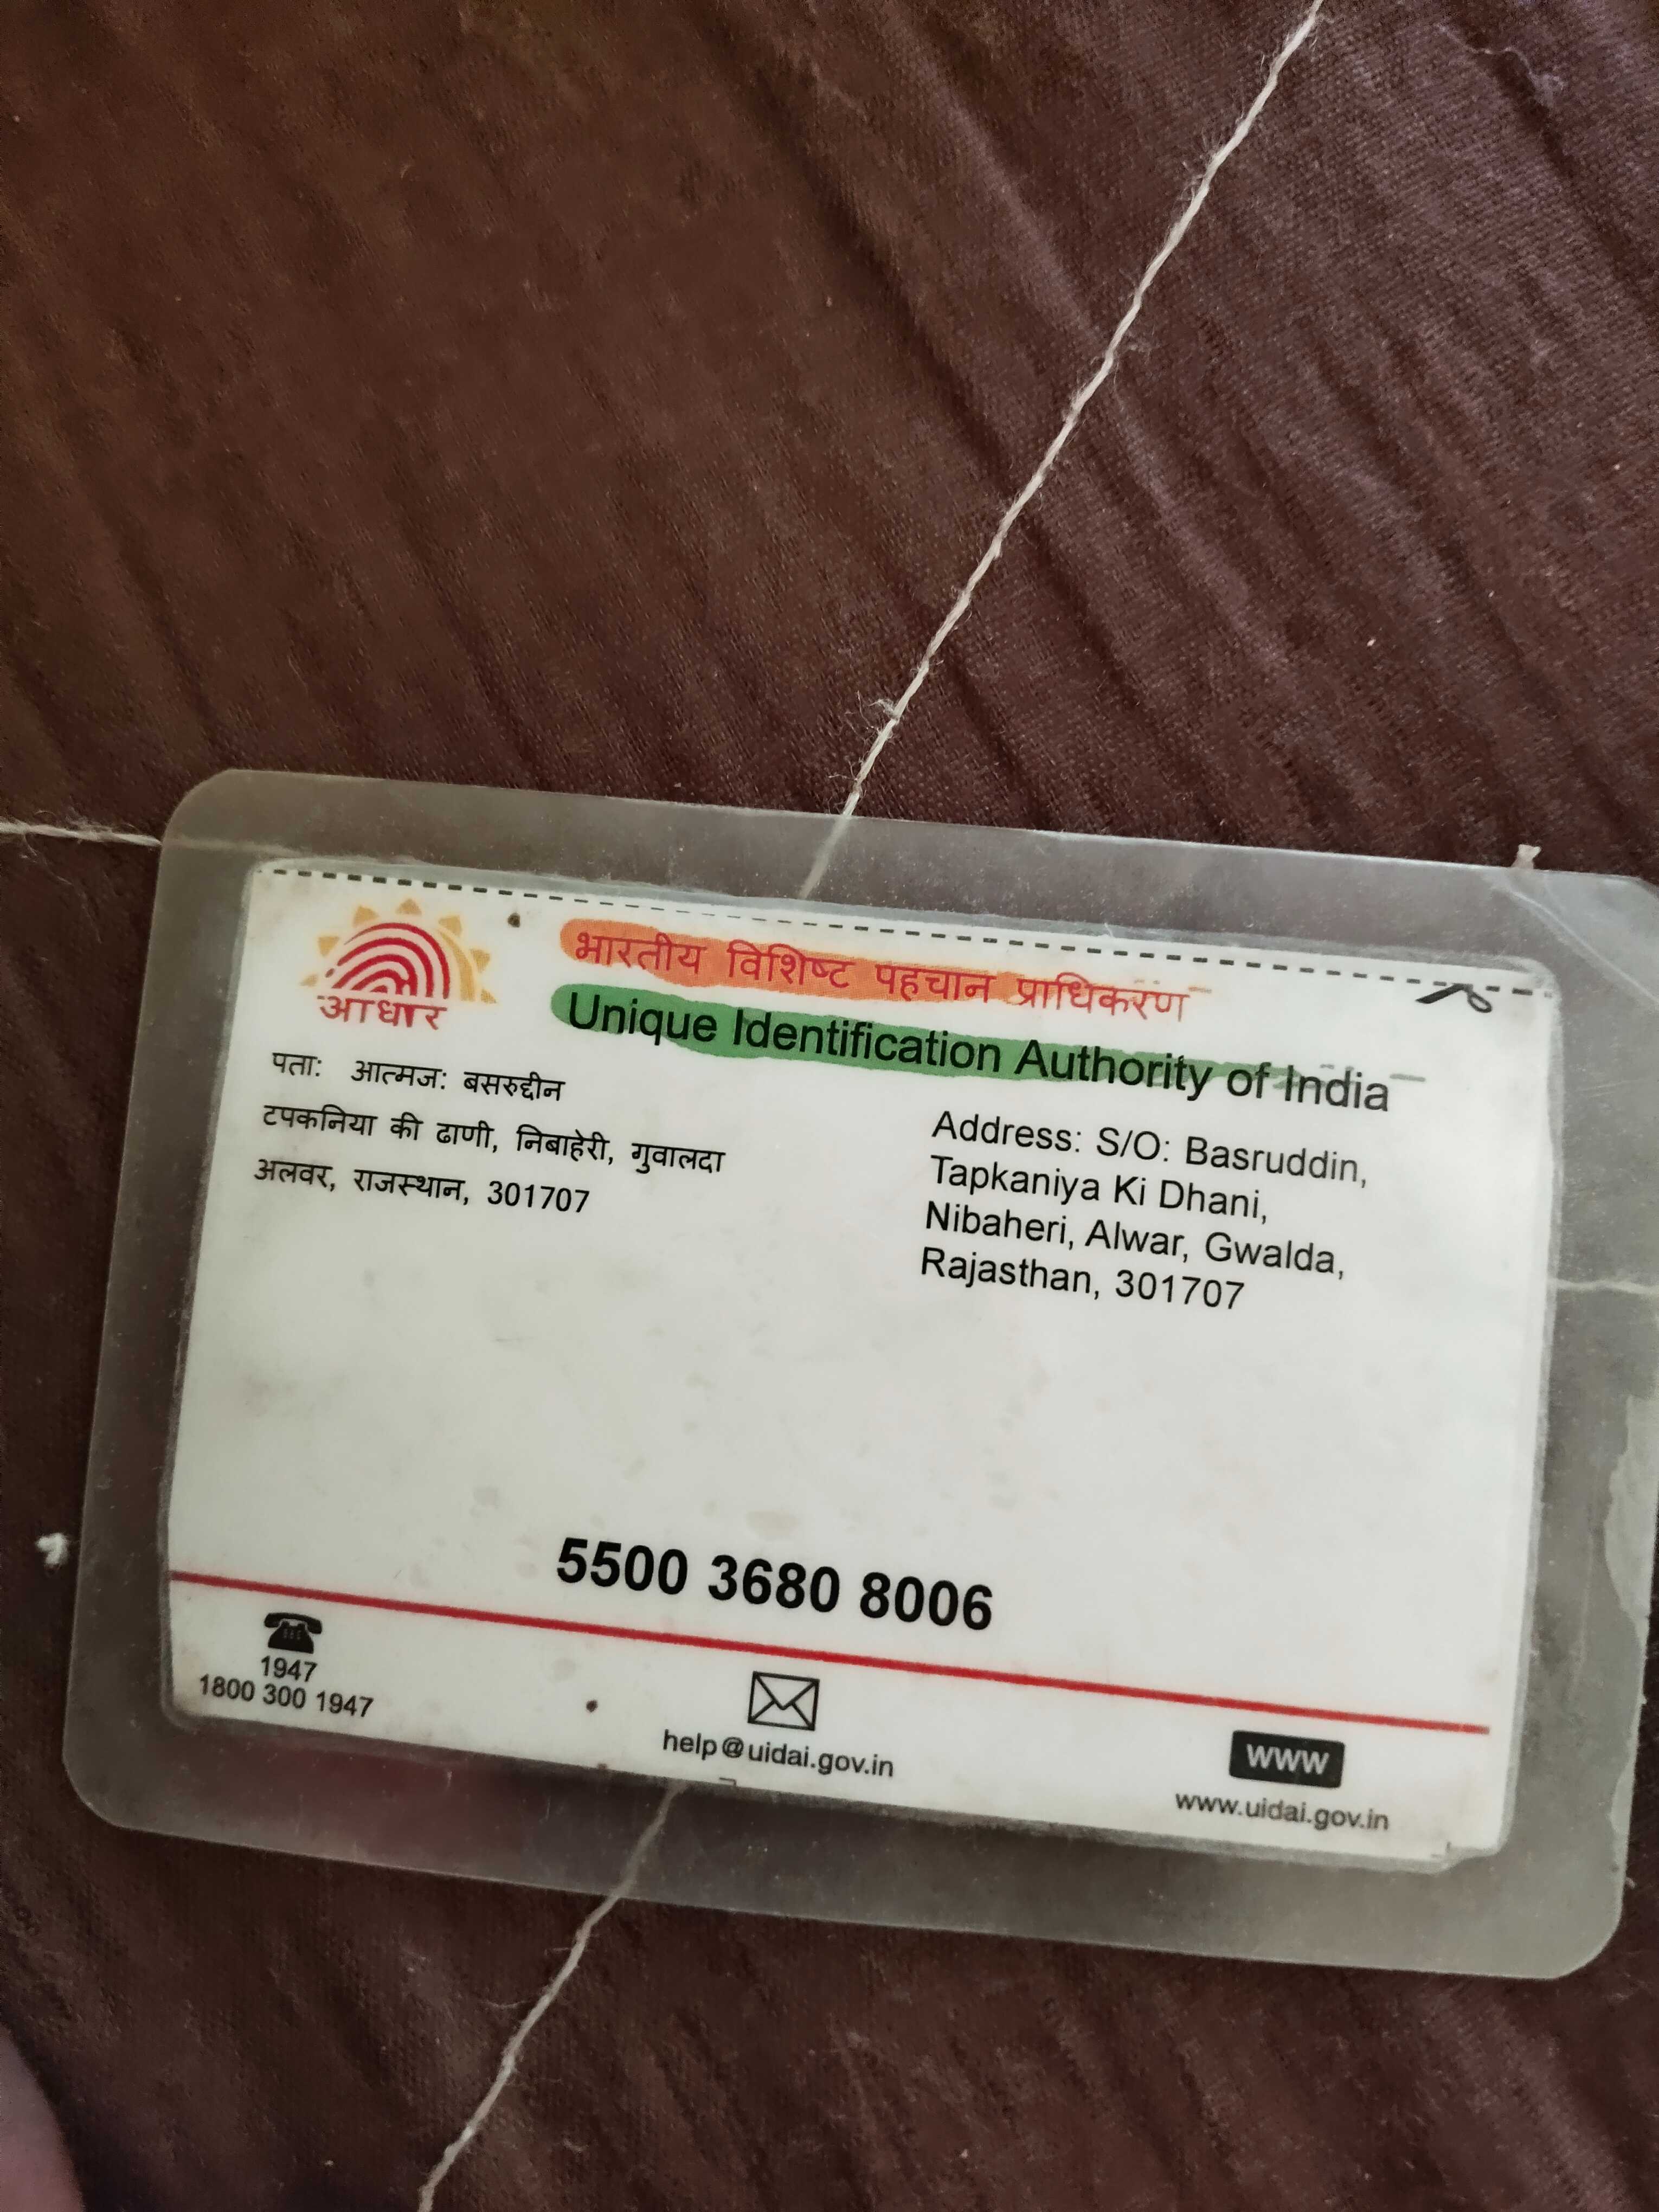 आधार
भारतीय विशिष्ट पहचान प्राधिकरण
Unique Identification Authority of India
पता: आत्मज: बसरुद्दीन
टपकनिया की ढाणी, निबाहेरी, गुवालदा
अलवर, राजस्थान, 301707
Address: S/O: Basruddin,
Tapkaniya Ki Dhani,
Nibaheri, Alwar, Gwalda,
Rajasthan, 301707
5500 3680 8006
1947
1800 300 1947
help@uidai.gov.in
WWW
www.uidai.gov.in